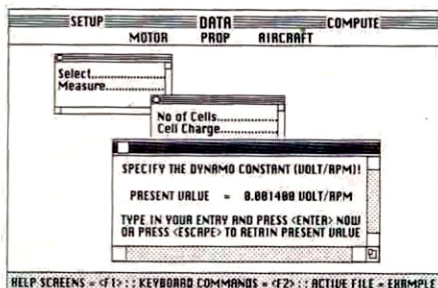 SETUP DATA COMPUTE
MOTOR PROP AIRCRAFT
Select....................
Measure...................
No of Cells...............
Cell Charge...............
SPECIFY THE DYNAMO CONSTANT (VOLT/RPM)!
PRESENT VALUE = 0.001400 VOLT/RPM
TYPE IN YOUR ENTRY AND PRESS <ENTER> NOW
OR PRESS <ESCAPE> TO RETAIN PRESENT VALUE
HELP SCREENS = <F1> :: KEYBOARD COMMANDS = <F2> :: ACTIVE FILE = EXAMPLE